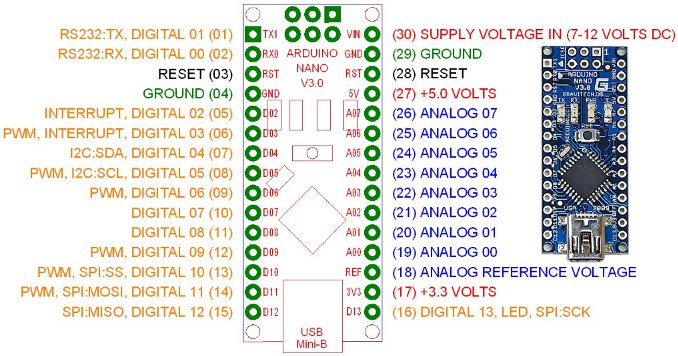 RS232:TX, DIGITAL 01 (01)
RS232:RX, DIGITAL 00 (02)
RESET (03)
GROUND (04)
INTERRUPT, DIGITAL 02 (05)
PWM, INTERRUPT, DIGITAL 03 (06)
I2C:SDA, DIGITAL 04 (07)
PWM, I2C:SCL, DIGITAL 05 (08)
PWM, DIGITAL 06 (09)
DIGITAL 07 (10)
DIGITAL 08 (11)
PWM, DIGITAL 09 (12)
PWM, SPI:SS, DIGITAL 10 (13)
PWM, SPI:MOSI, DIGITAL 11 (14)
SPI:MISO, DIGITAL 12 (15)
TX1
RX0
RST
GND
D02
D03
D04
D05
D06
D07
D08
D09
D10
D11
D12
ARDUINO
NANO
V3.0
USB
Mini-B
VIN
GND
RST
5V
A07
A06
A05
A04
A03
A02
A01
A00
REF
3V3
D13
(30) SUPPLY VOLTAGE IN (7-12 VOLTS DC)
(29) GROUND
(28) RESET
(27) +5.0 VOLTS
(26) ANALOG 07
(25) ANALOG 06
(24) ANALOG 05
(23) ANALOG 04
(22) ANALOG 03
(21) ANALOG 02
(20) ANALOG 01
(19) ANALOG 00
(18) ANALOG REFERENCE VOLTAGE
(17) +3.3 VOLTS
(16) DIGITAL 13, LED, SPI:SCK
ARDUINO
NANO
V3.0
GRAVITECH.US
USA
2009